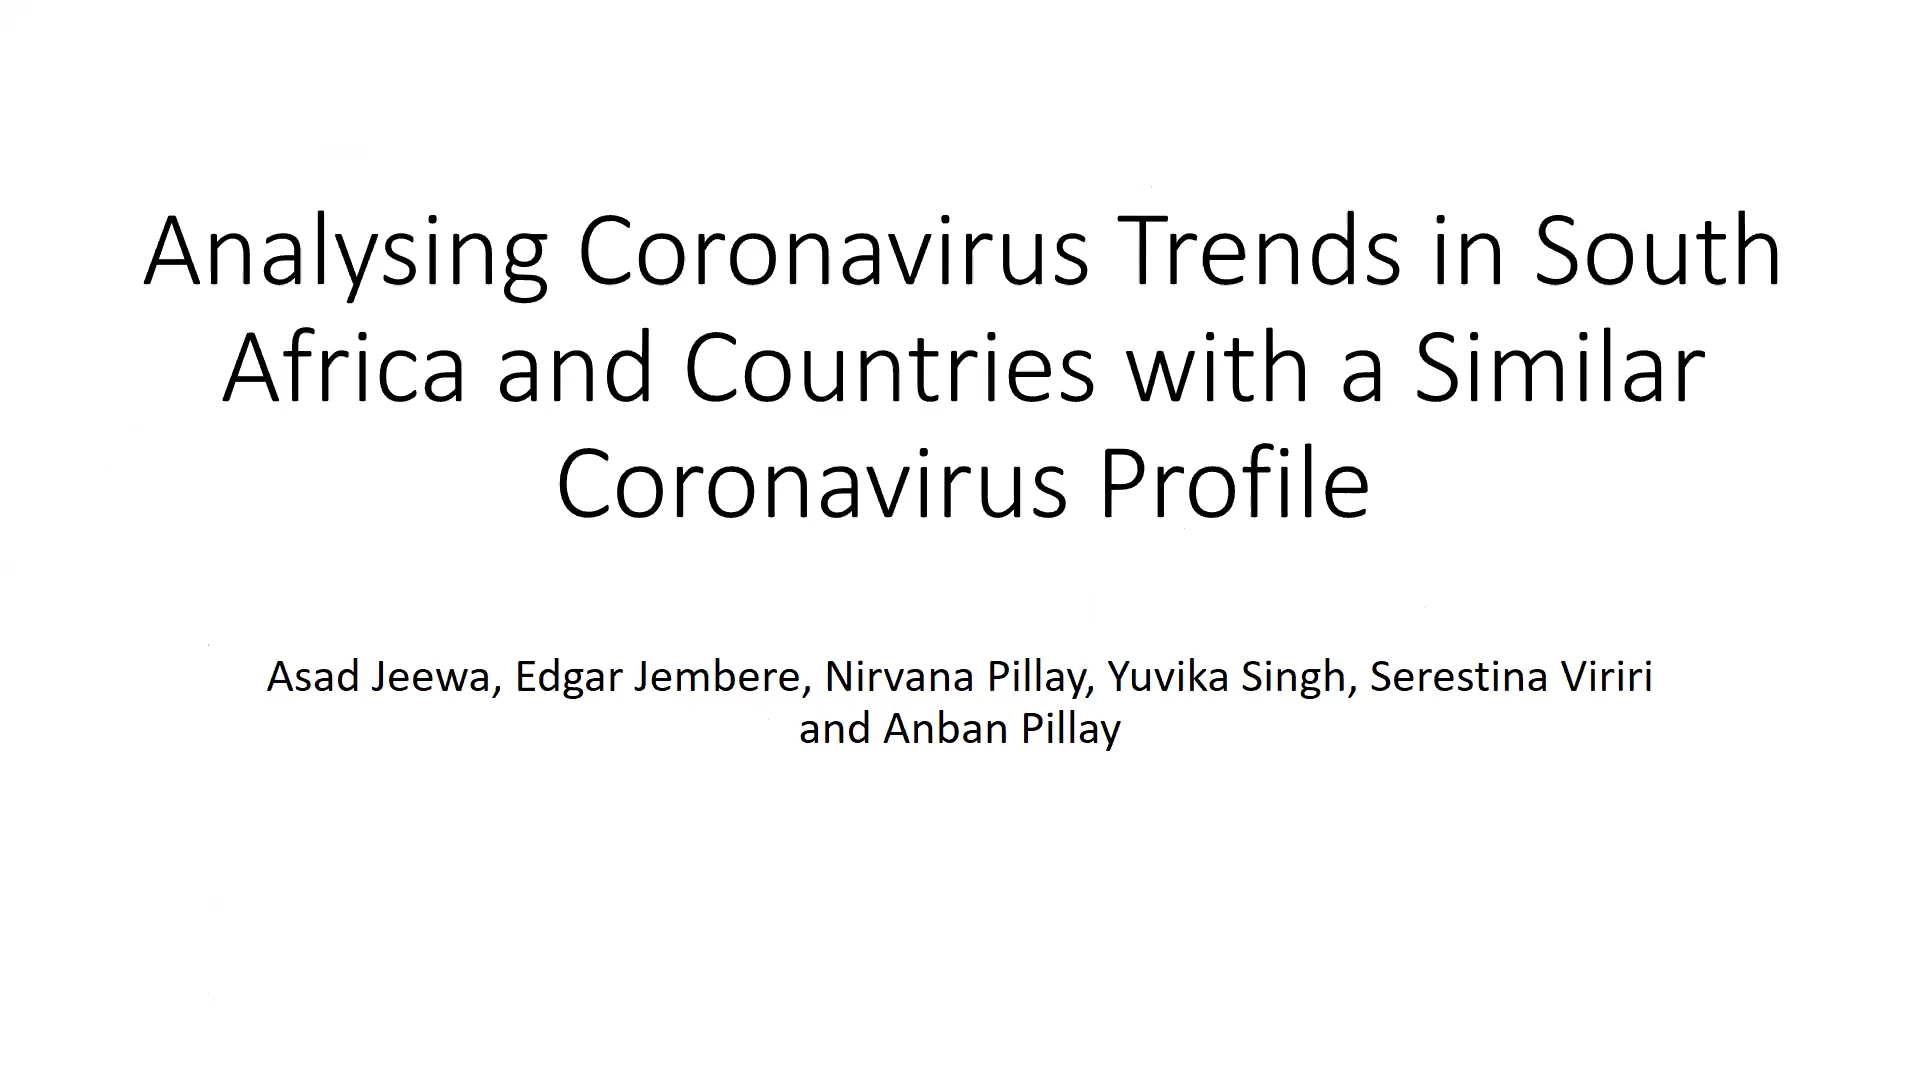 Analysing Coronavirus Trends in South
Africa and Countries with a Similar
Coronavirus Profile
Asad Jeewa, Edgar Jembere, Nirvana Pillay, Yuvika Singh, Serestina Viriri
and Anban Pillay